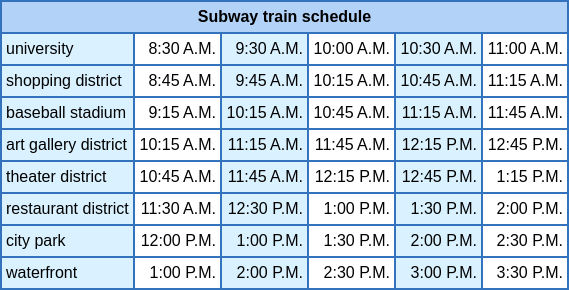 Subway train schedule
university 8:30 A.M. 9:30 A.M. 10:00 A.M. 10:30 A.M. 11:00 A.M.
shopping district 8:45 A.M. 9:45 A.M. 10:15 A.M. 10:45 A.M. 11:15 A.M.
baseball stadium 9:15 A.M. 10:15 A.M. 10:45 A.M. 11:15 A.M. 11:45 A.M.
art gallery district 10:15 A.M. 11:15 A.M. 11:45 A.M. 12:15 P.M. 12:45 P.M.
theater district 10:45 A.M. 11:45 A.M. 12:15 P.M. 12:45 P.M. 1:15 P.M.
restaurant district 11:30 A.M. 12:30 P.M. 1:00 P.M. 1:30 P.M. 2:00 P.M.
city park 12:00 P.M. 1:00 P.M. 1:30 P.M. 2:00 P.M. 2:30 P.M.
waterfront 1:00 P.M. 2:00 P.M. 2:30 P.M. 3:00 P.M. 3:30 P.M.